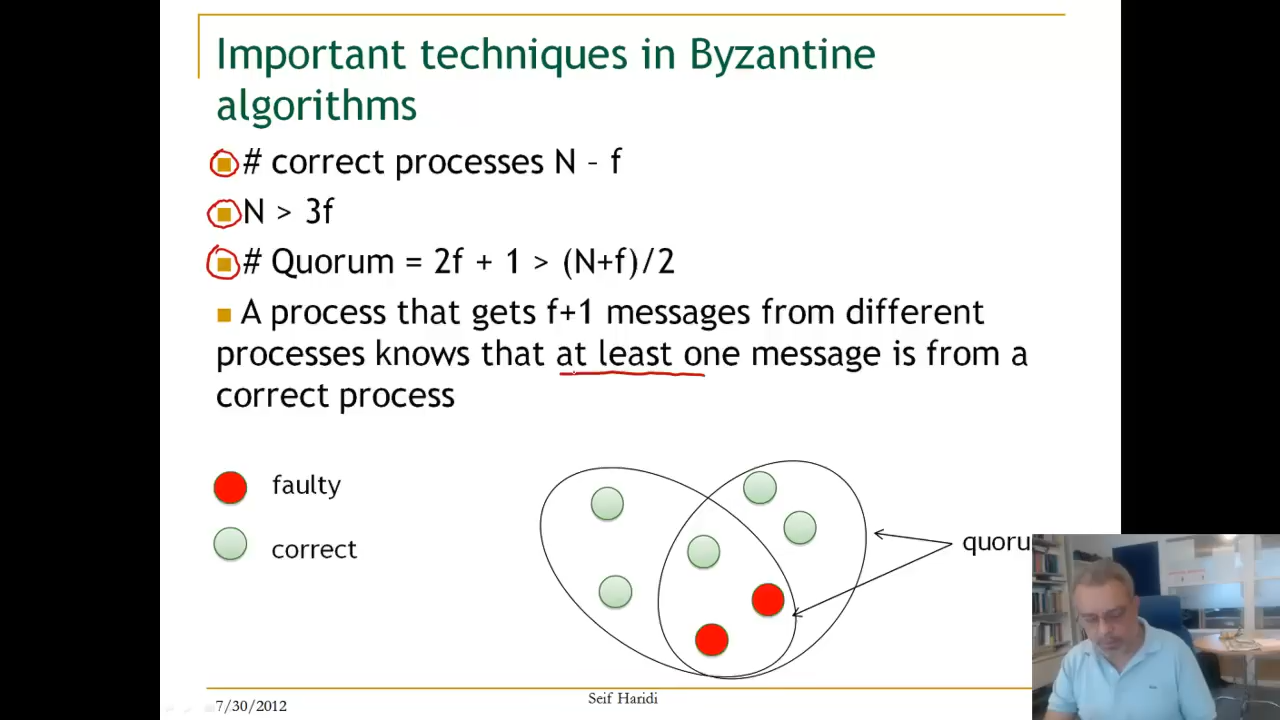 Important techniques in Byzantine
algorithms
# correct processes N – f
N > 3f
# Quorum = 2f + 1 > (N+f)/2
A process that gets f+1 messages from different
processes knows that at least one message is from a
correct process
faulty
correct
7/30/2012
Seif Haridi